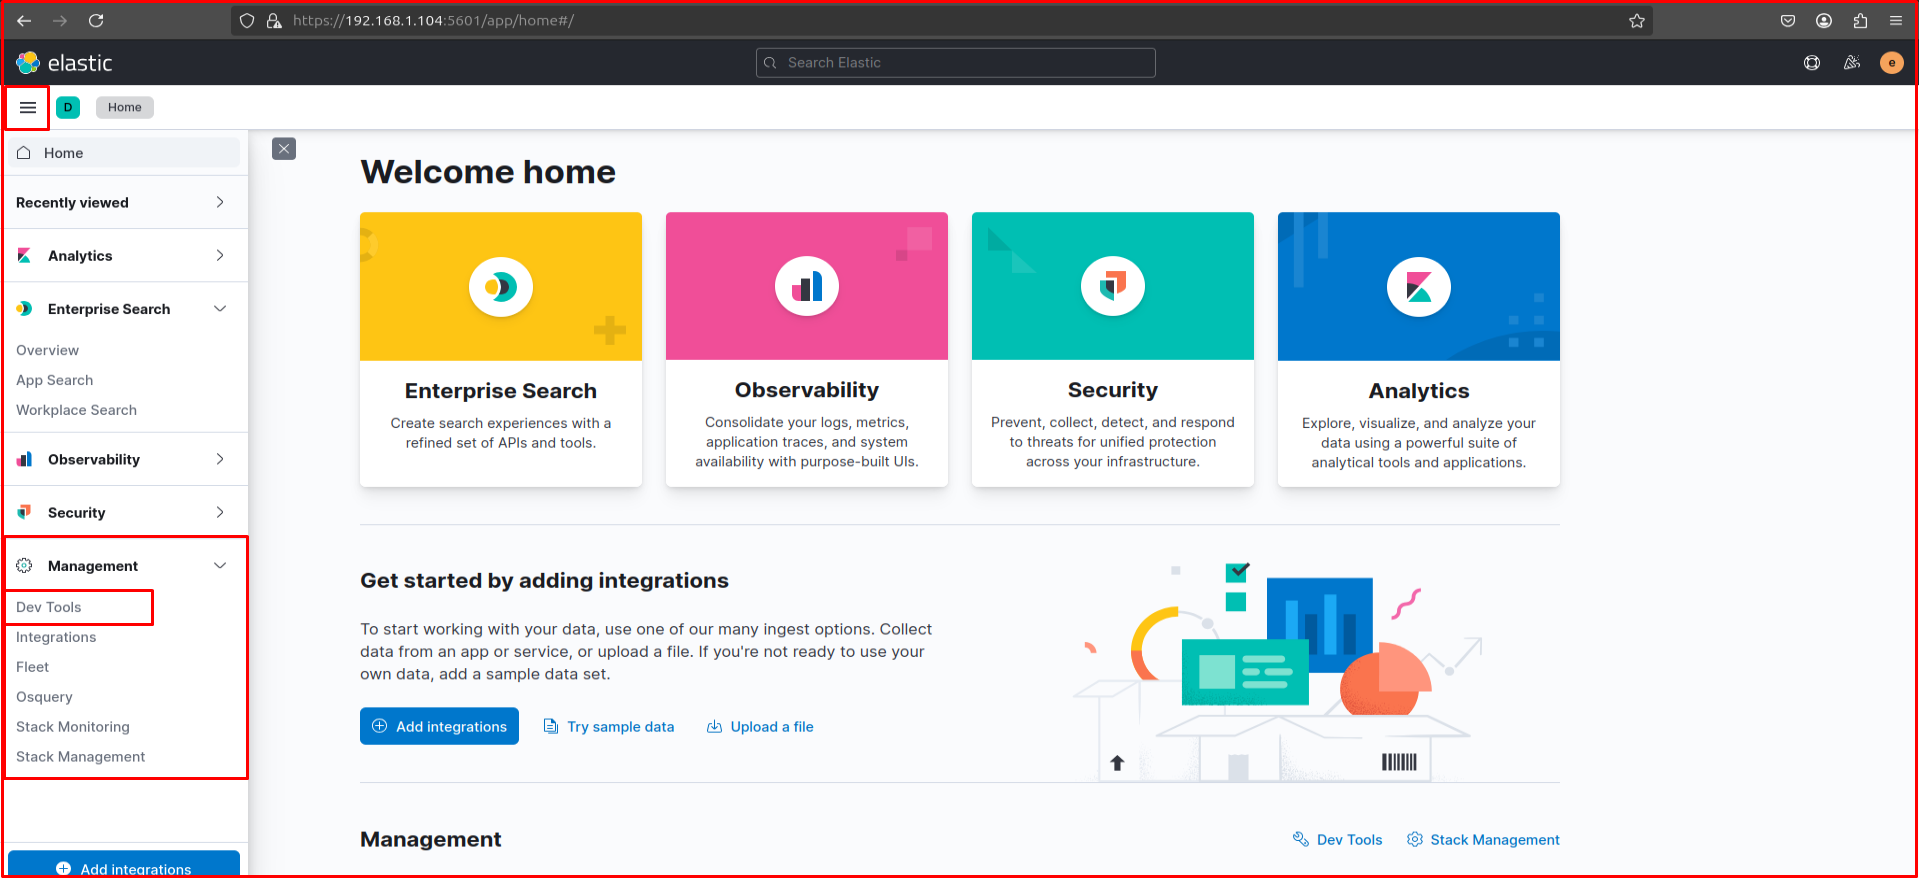 https://192.168.1.104:5601/app/home#/
elastic
Search Elastic
e
D
Home
Home
Recently viewed
Analytics
Enterprise Search
Overview
App Search
Workplace Search
Observability
Security
Management
Dev Tools
Integrations
Fleet
Osquery
Stack Monitoring
Stack Management
Add integrations
Welcome home
Enterprise Search
Create search experiences with a
refined set of APIs and tools.
Observability
Consolidate your logs, metrics,
application traces, and system
availability with purpose-built UIs.
Security
Prevent, collect, detect, and respond
to threats for unified protection
across your infrastructure.
Analytics
Explore, visualize, and analyze your
data using a powerful suite of
analytical tools and applications.
Get started by adding integrations
To start working with your data, use one of our many ingest options. Collect
data from an app or service, or upload a file. If you're not ready to use your
own data, add a sample data set.
Add integrations
Try sample data
Upload a file
Management
Dev Tools
Stack Management